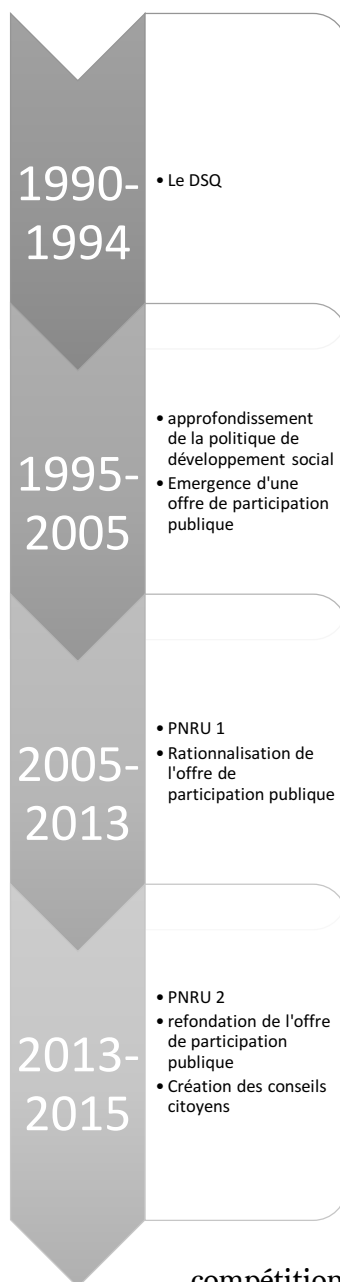 1990-
1994
• Le DSQ
1995-
2005
• approfondissement
de la politique de
développement social
• Emergence d'une
offre de participation
publique
2005-
2013
• PNRU 1
• Rationnalisation de
l'offre de
participation publique
2013-
2015
• PNRU 2
• refondation de l'offre
de participation
publique
• Création des conseils
citoyens
compétition